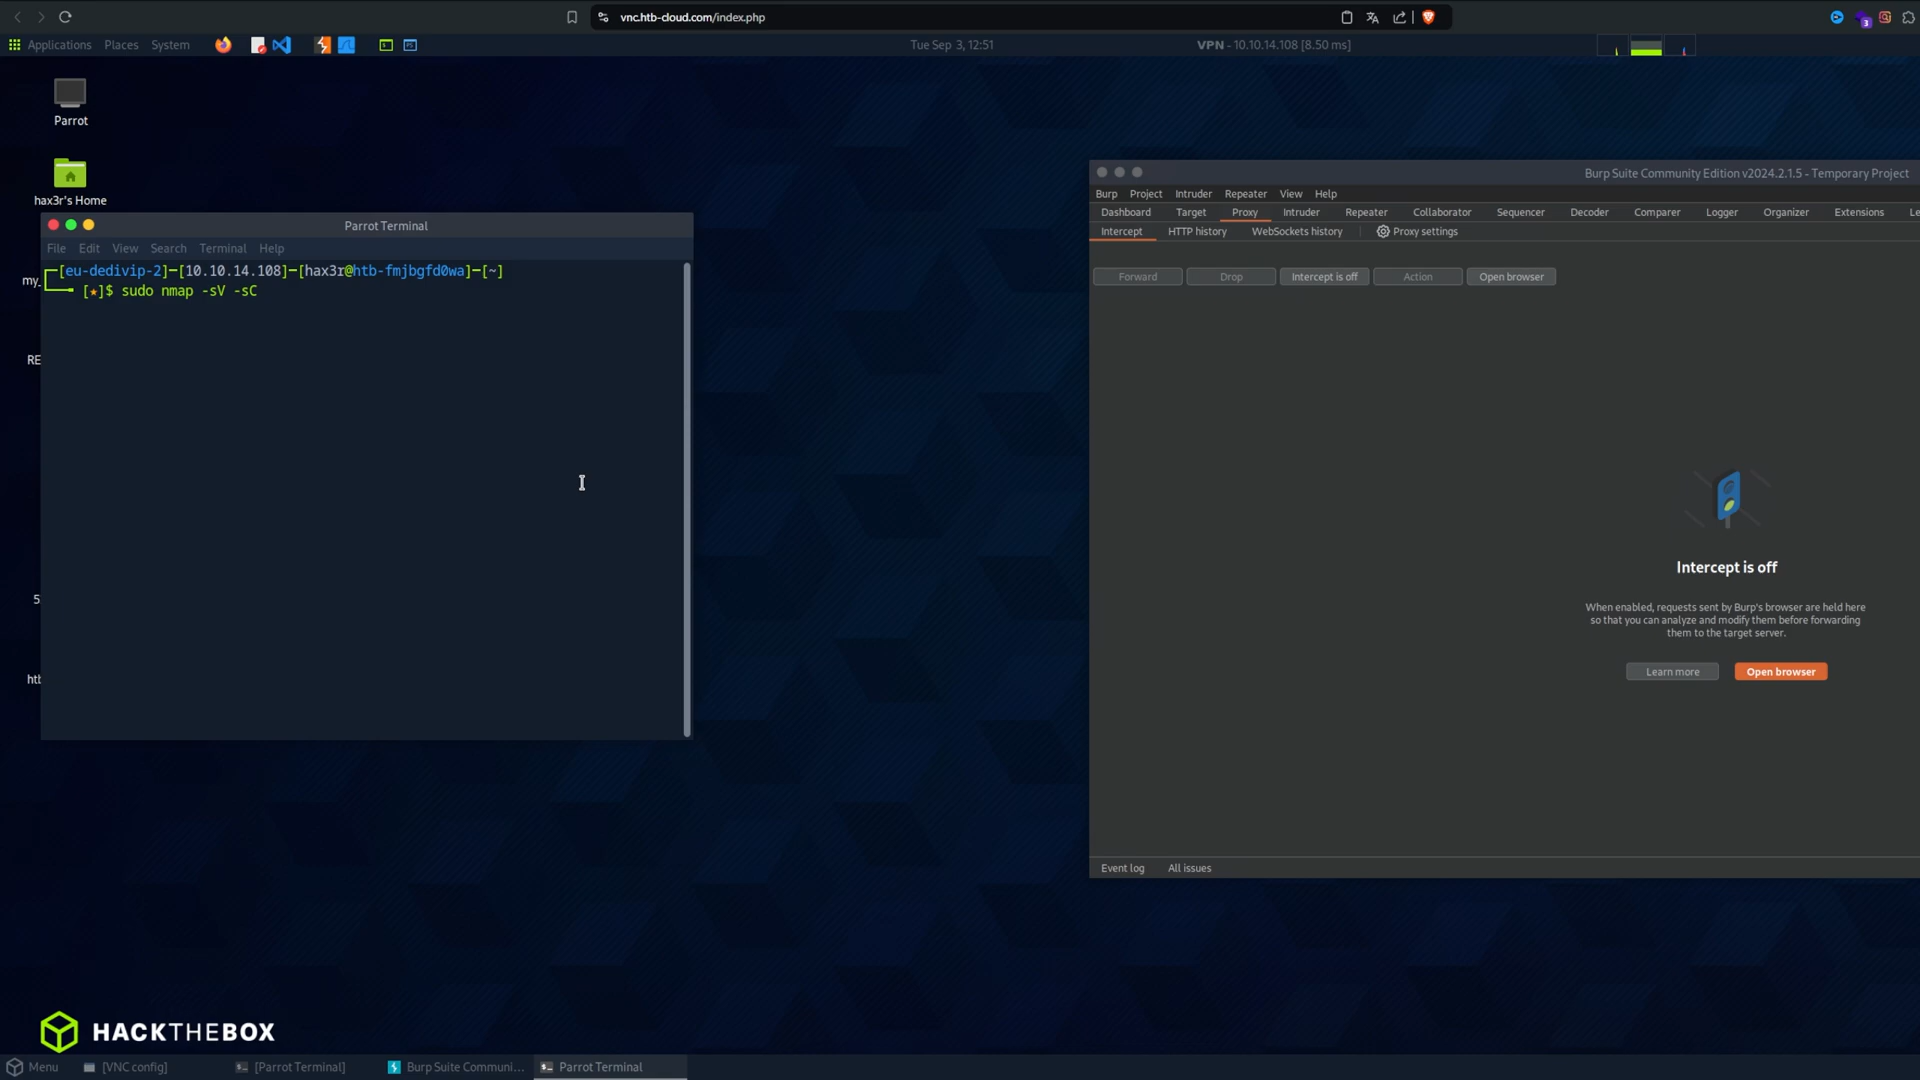 vnc.htb-cloud.com/index.php
3
Applications Places System
Tue Sep 3, 12:51
VPN - 10.10.14.108 [8.50 ms]
Parrot
hax3r's Home
my_
RE
5
htb
Parrot Terminal
File Edit View Search Terminal Help
[eu-dedivip-2]─[10.10.14.108]─[hax3r@htb-fmjbgfd0wa]─[~]
[★]$ sudo nmap -sV -sC
Burp Suite Community Edition v2024.2.1.5 - Temporary Project
Burp Project Intruder Repeater View Help
Dashboard Target Proxy Intruder Repeater Collaborator Sequencer Decoder Comparer Logger Organizer Extensions Le
Intercept HTTP history WebSockets history Proxy settings
Forward Drop Intercept is off Action Open browser
Intercept is off
When enabled, requests sent by Burp's browser are held here
so that you can analyze and modify them before forwarding
them to the target server.
Learn more Open browser
Event log All issues
HACKTHEBOX
Menu [VNC config] [Parrot Terminal] Burp Suite Communi... Parrot Terminal